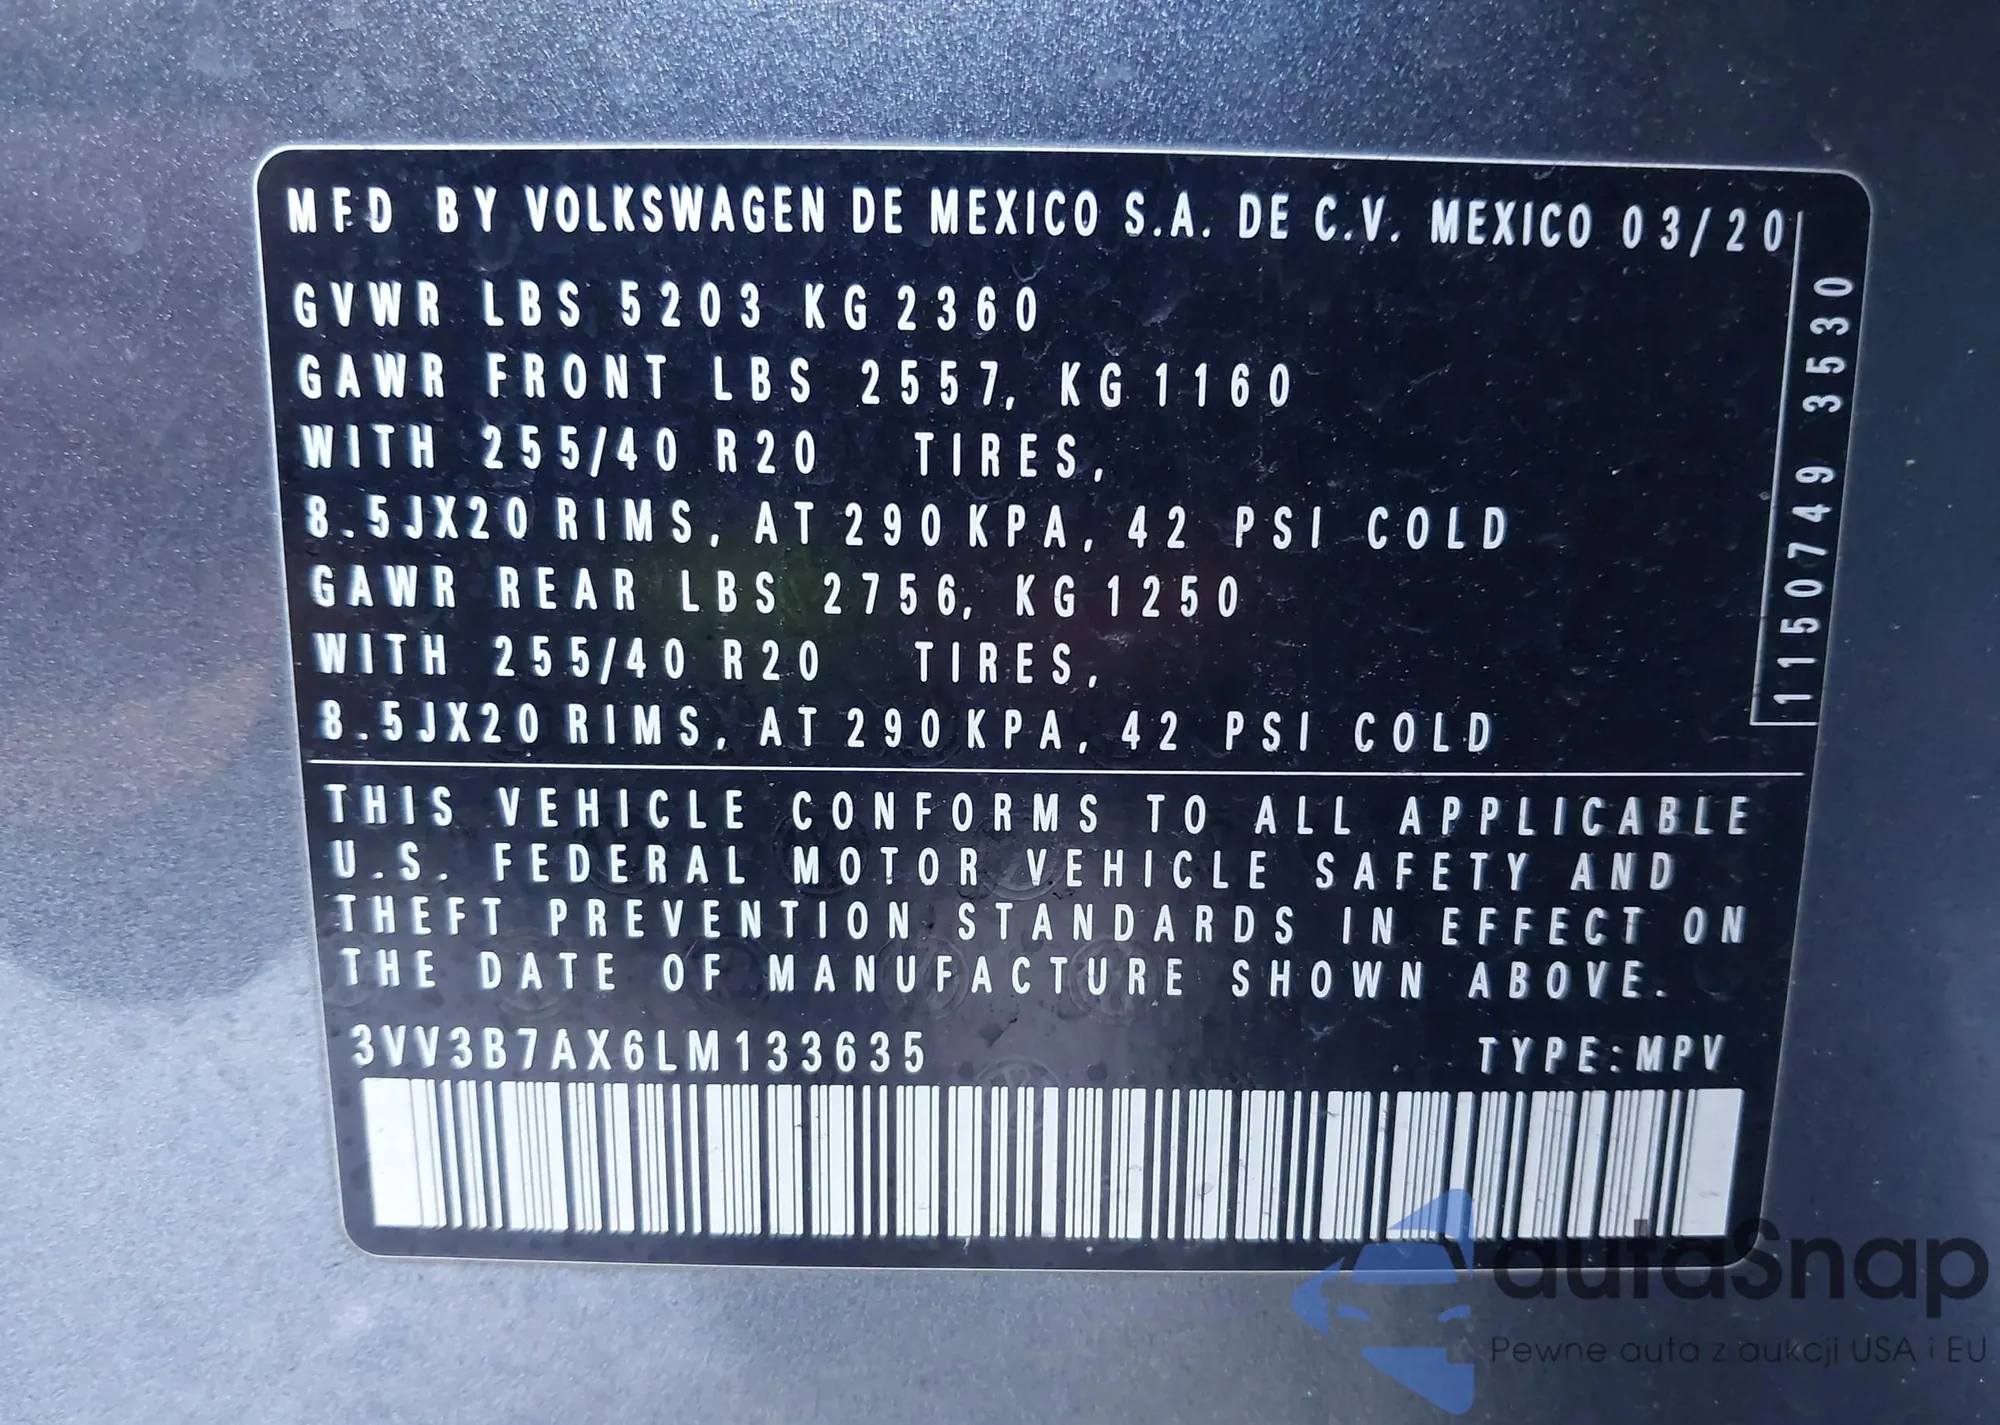 MFD BY VOLKSWAGEN DE MEXICO S.A. DE C.V. MEXICO 03/20
GVWR LBS 5203 KG 2360
GAWR FRONT LBS 2557, KG 1160
WITH 255/40 R20 TIRES,
8.5JX20 RIMS, AT 290 KPA, 42 PSI COLD
GAWR REAR LBS 2756, KG 1250
WITH 255/40 R20 TIRES,
8.5JX20 RIMS, AT 290 KPA, 42 PSI COLD
1150749 3530
THIS VEHICLE CONFORMS TO ALL APPLICABLE
U.S. FEDERAL MOTOR VEHICLE SAFETY AND
THEFT PREVENTION STANDARDS IN EFFECT ON
THE DATE OF MANUFACTURE SHOWN ABOVE.
3VV3B7AX6LM133635 TYPE:MPV
autaSnap
Pewne auta z aukcji USA i EU